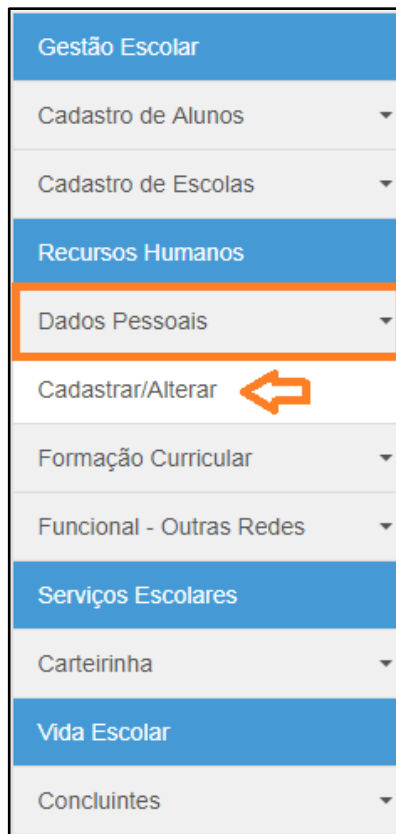 Gestão Escolar
Cadastro de Alunos
Cadastro de Escolas
Recursos Humanos
Dados Pessoais
Cadastrar/Alterar
Formação Curricular
Funcional - Outras Redes
Serviços Escolares
Carteirinha
Vida Escolar
Concluintes